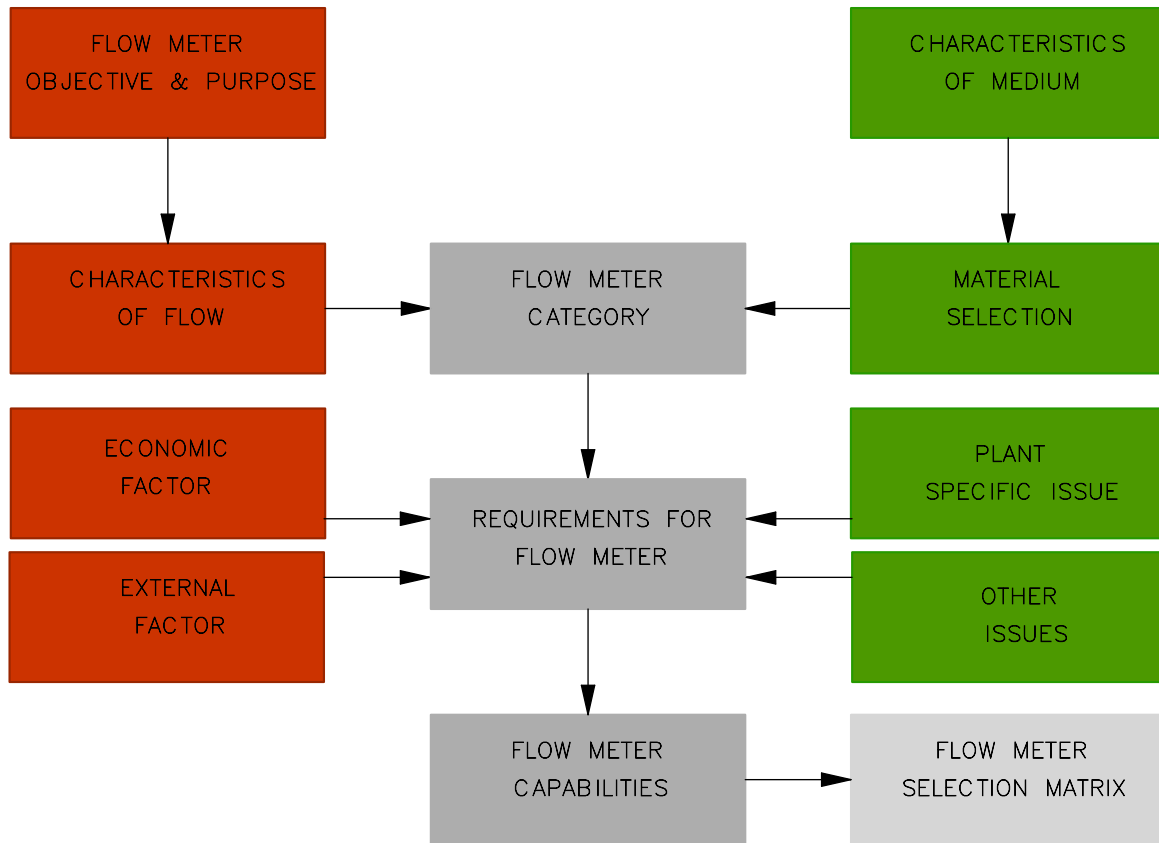 FLOW METER
OBJECTIVE & PURPOSE
CHARACTERISTICS
OF MEDIUM
CHARACTERISTICS
OF FLOW
FLOW METER
CATEGORY
MATERIAL
SELECTION
ECONOMIC
FACTOR
PLANT
SPECIFIC ISSUE
REQUIREMENTS FOR
FLOW METER
EXTERNAL
FACTOR
OTHER
ISSUES
FLOW METER
CAPABILITIES
FLOW METER
SELECTION MATRIX